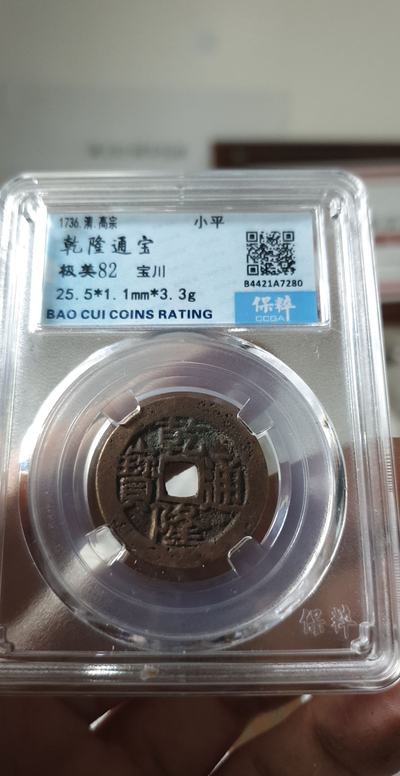 1736.清.高宗 小平
乾隆通宝
极美82 宝川
25.5*1.1mm*3.3g
B4421A7280
保粹
CCGA
BAO CUI COINS RATING
乾
寶 通
隆
保粹